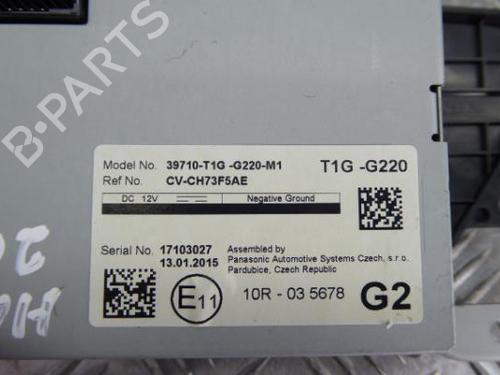 B-PARTS
Model No. 39710-T1G -G220-M1 T1G -G220
Ref No. CV-CH73F5AE
DC 12V Negative Ground
Serial No. 17103027 Assembled by
13.01.2015 Panasonic Automotive Systems Czech, s.r.o.
Pardubice, Czech Republic
E11 10R - 03 5678 G2